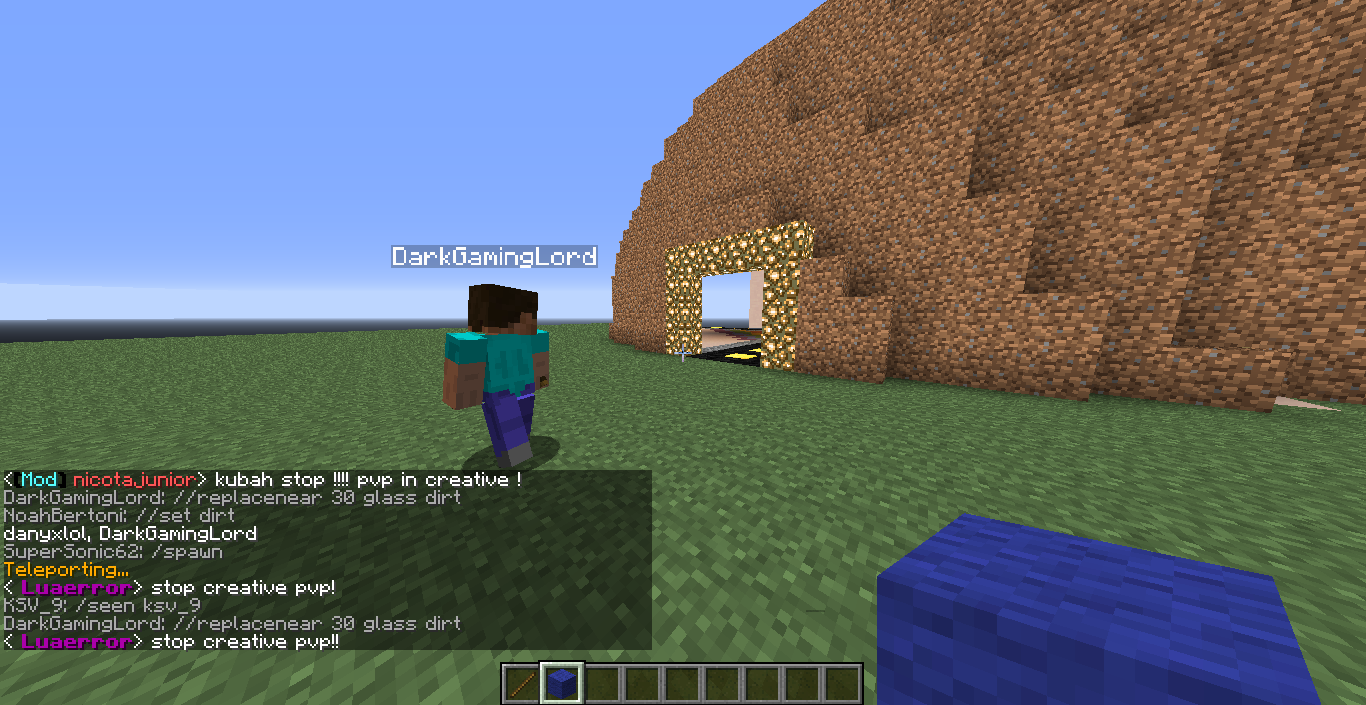 DarkGamingLord
<[Mod] nicotajunior> kubah stop !!!! pvp in creative !
DarkGamingLord: //replacenear 30 glass dirt
NoahBertoni: //set dirt
danyxlol, DarkGamingLord
SuperSonic62: /spawn
Teleporting...
< Luaerror> stop creative pvp!
KSV_9: /seen ksv_9
DarkGamingLord: //replacenear 30 glass dirt
< Luaerror> stop creative pvp!!